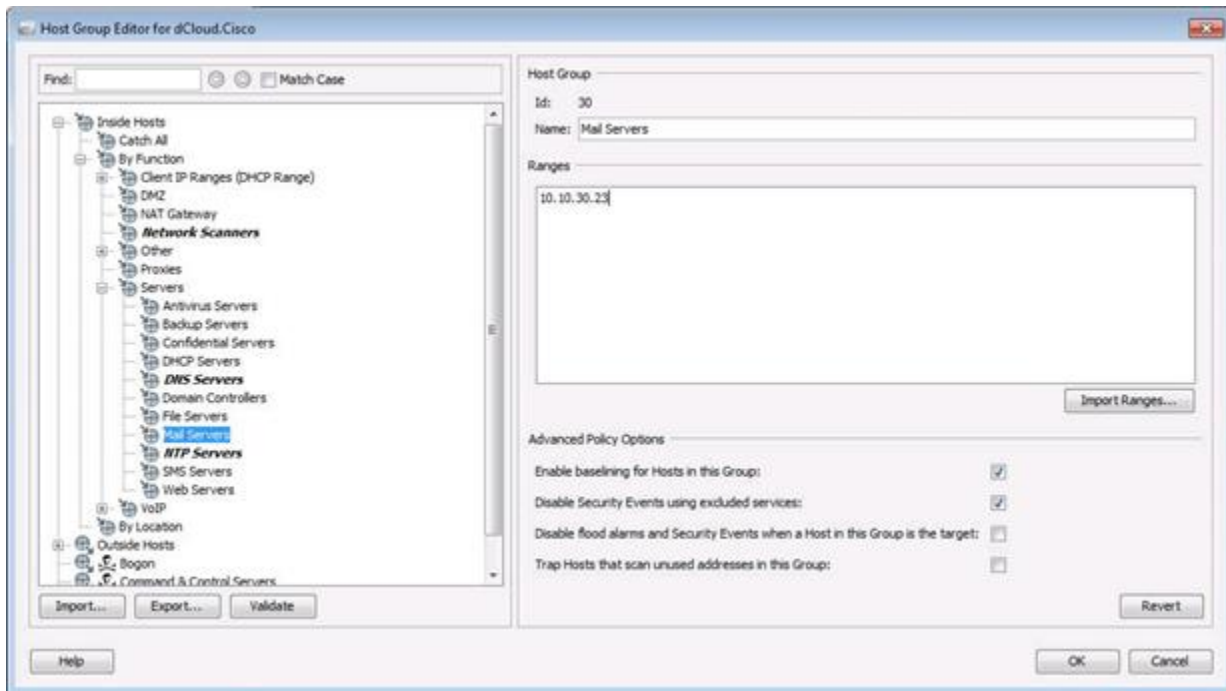 Host Group Editor for dCloud.Cisco
Find:
Match Case
Inside Hosts
Catch All
By Function
Client IP Ranges (DHCP Range)
DMZ
NAT Gateway
Network Scanners
Other
Proxies
Servers
Antivirus Servers
Backup Servers
Confidential Servers
DHCP Servers
DNS Servers
Domain Controllers
File Servers
Mail Servers
NTP Servers
SMS Servers
Web Servers
VoIP
By Location
Outside Hosts
Bogon
Command & Control Servers
Import...
Export...
Validate
Host Group
Id: 30
Name: Mail Servers
Ranges
10.10.30.23
Import Ranges...
Advanced Policy Options
Enable baselining for Hosts in this Group:
Disable Security Events using excluded services:
Disable flood alarms and Security Events when a Host in this Group is the target:
Trap Hosts that scan unused addresses in this Group:
Revert
Help
OK
Cancel